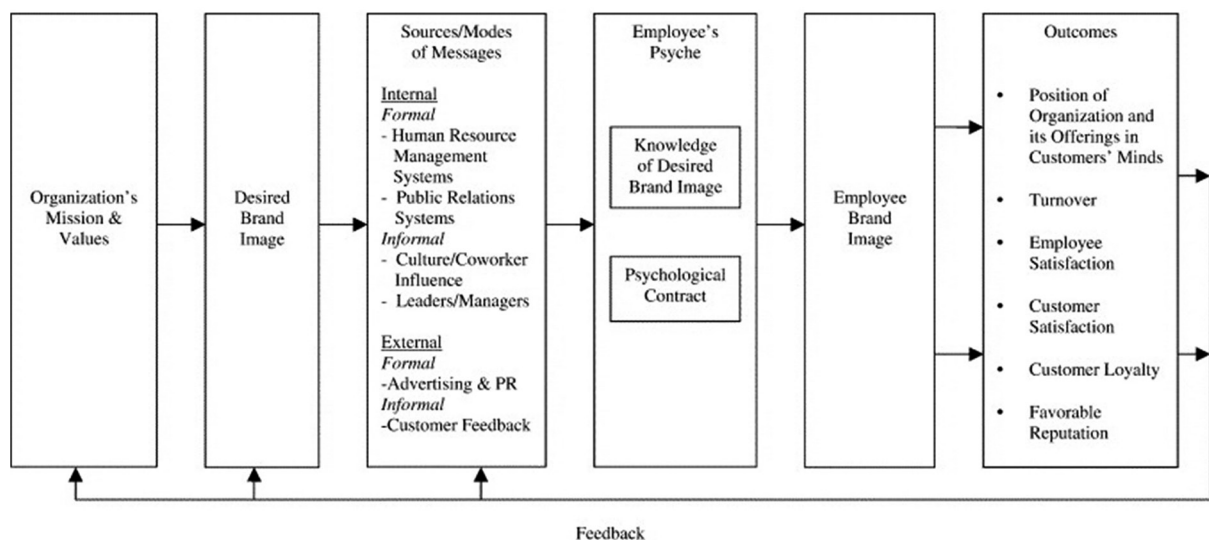 Organization's
Mission &
Values
Desired
Brand
Image
Sources/Modes
of Messages
Internal
Formal
- Human Resource
Management
Systems
- Public Relations
Systems
Informal
- Culture/Coworker
Influence
- Leaders/Managers
External
Formal
-Advertising & PR
Informal
-Customer Feedback
Employee's
Psyche
Knowledge
of Desired
Brand Image
Psychological
Contract
Employee
Brand
Image
Outcomes
• Position of
Organization and
its Offerings in
Customers' Minds
• Turnover
• Employee
Satisfaction
• Customer
Satisfaction
• Customer Loyalty
• Favorable
Reputation
Feedback